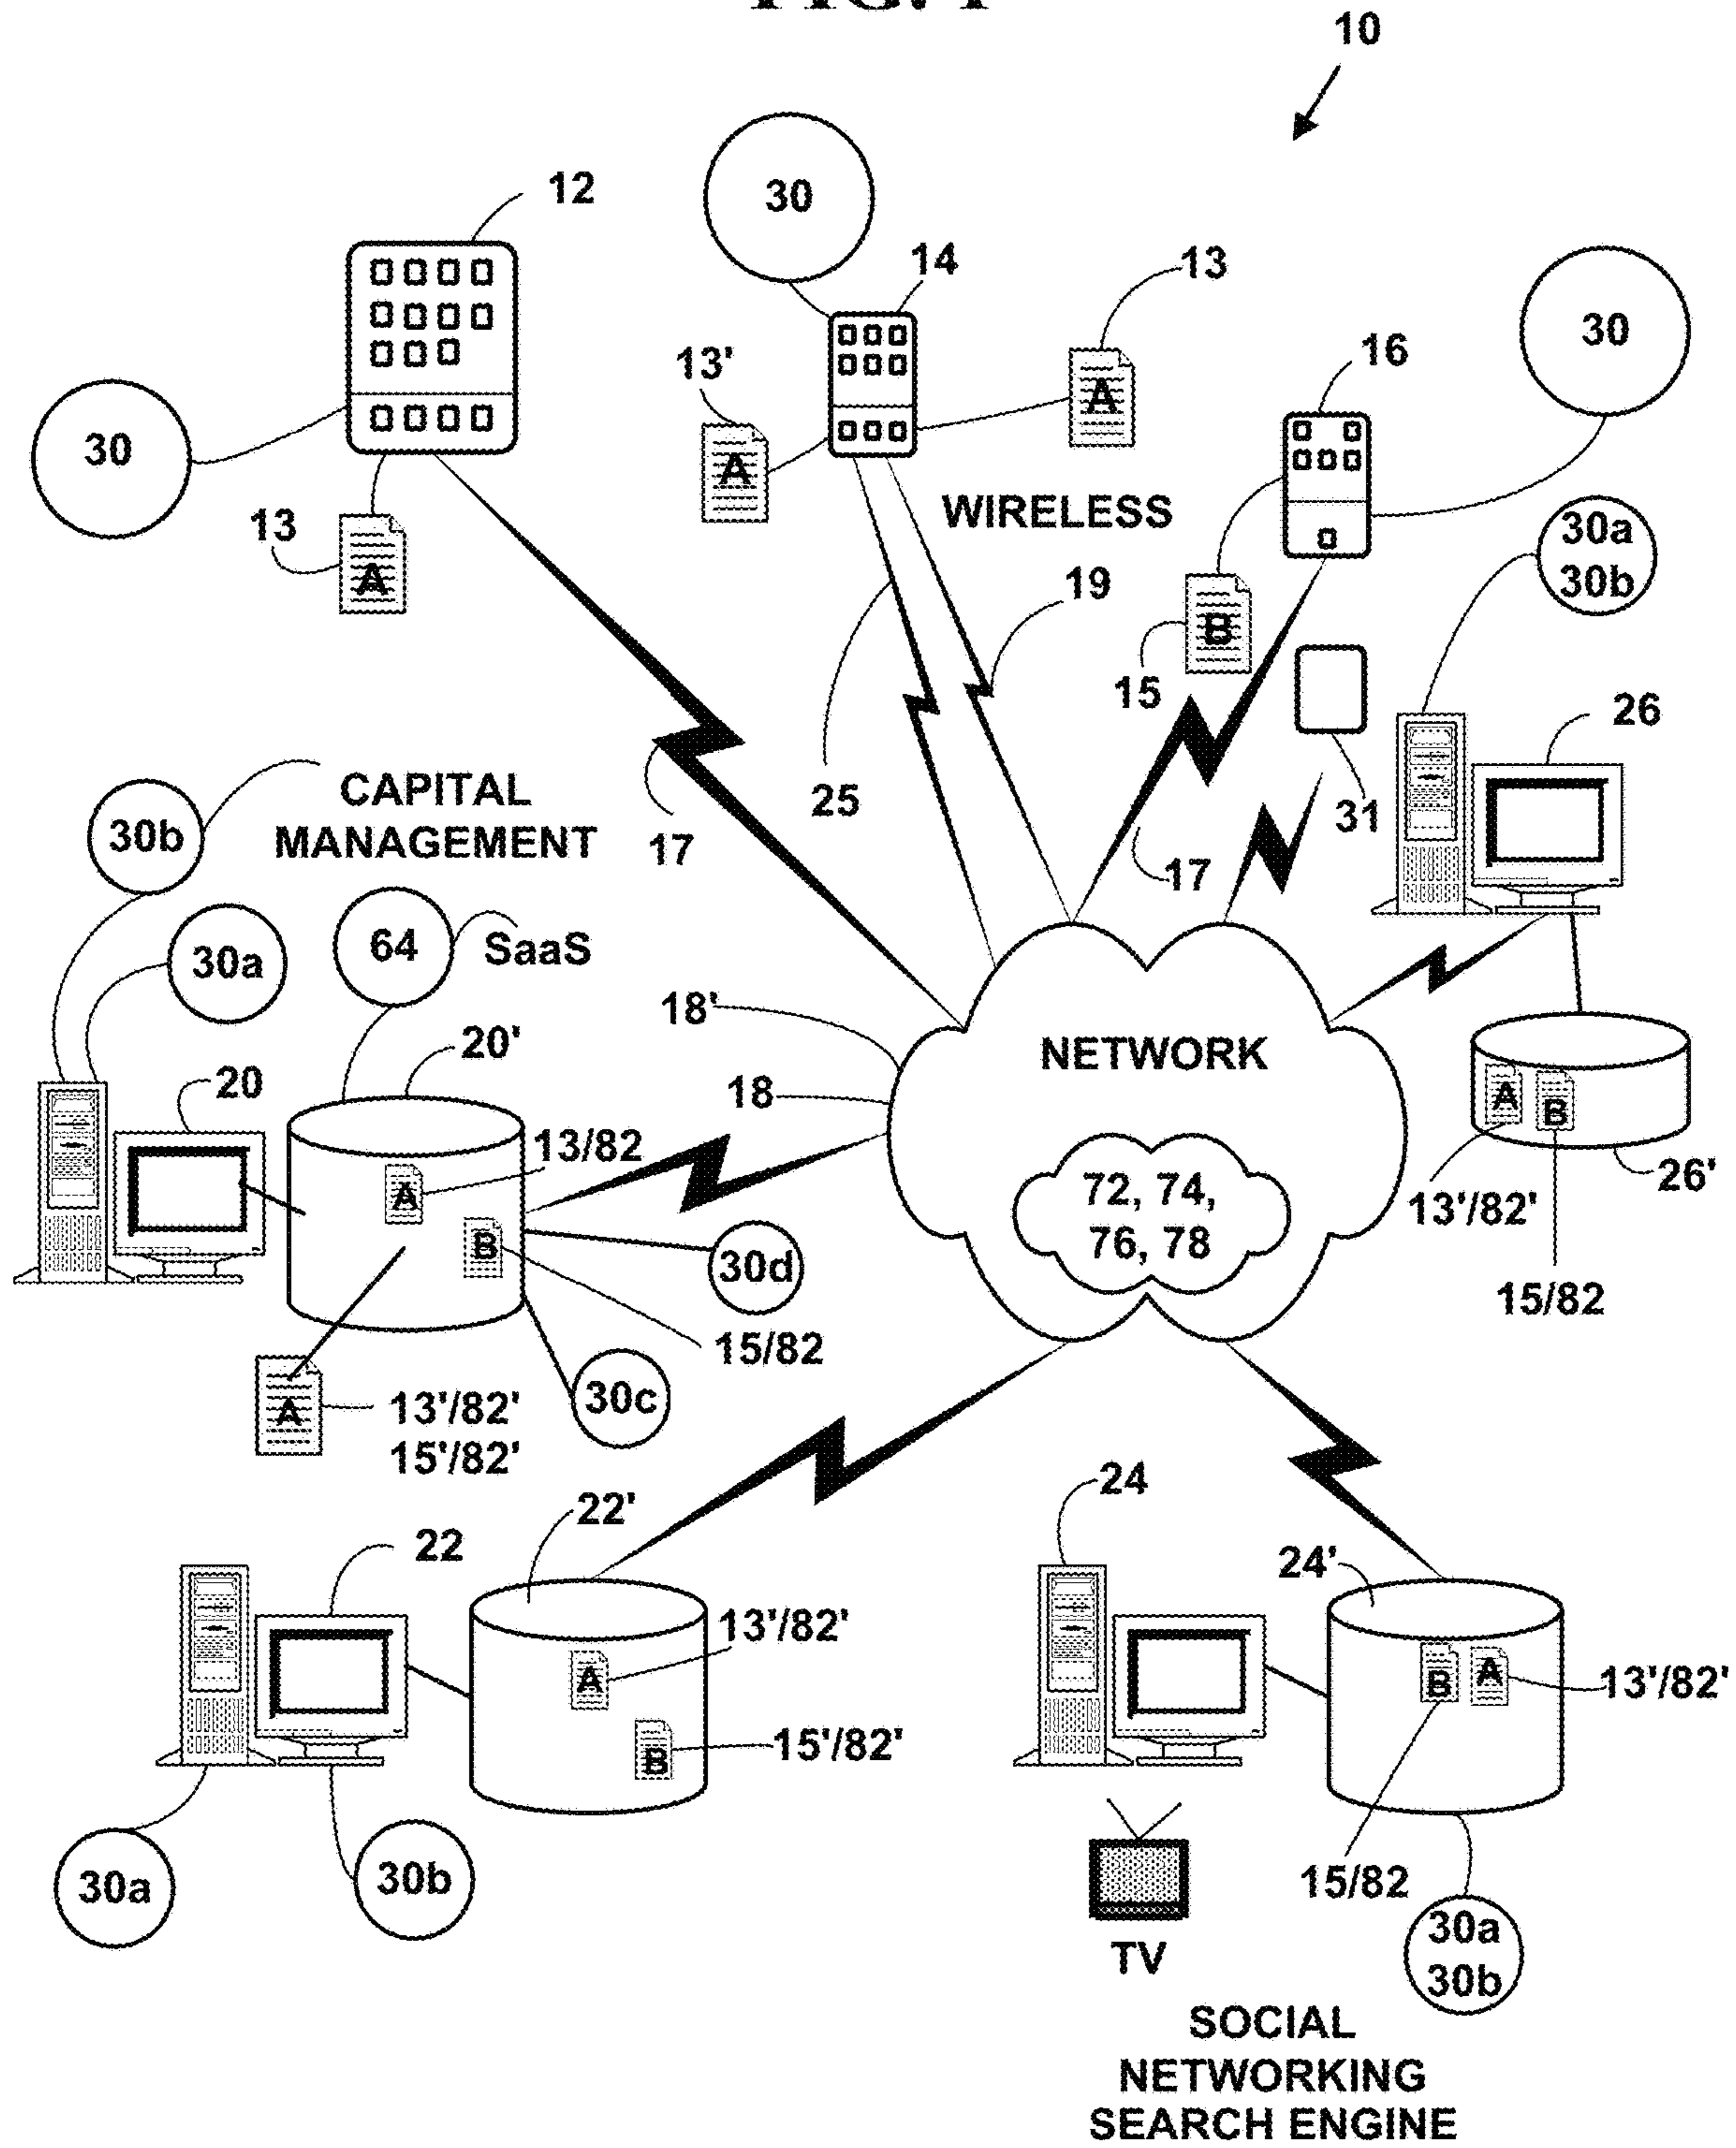 FIG. 1
10
12
30
14
13
30
13'
16
30
A
A
A
13
WIRELESS
30a
30b
A
19
B
15
26
CAPITAL
MANAGEMENT
30b
17
25
31
17
64
SaaS
30a
18'
20'
NETWORK
20
18
A
B
13/82
A
72, 74,
76, 78
13'/82'
26'
B
30d
15/82
15/82
30c
A
13'/82'
15'/82'
24
22'
22
24'
13'/82'
A
B
A
13'/82'
B
15'/82'
30a
30b
15/82
30a
30b
TV
SOCIAL
NETWORKING
SEARCH ENGINE